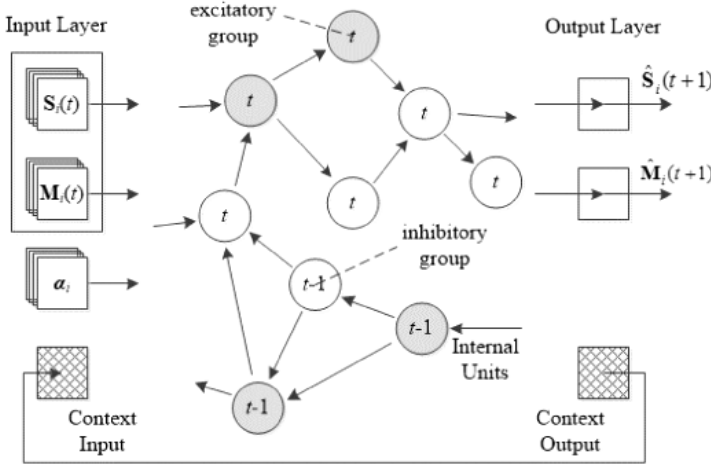 Input Layer
excitatory
group
Output Layer
S_i(t)
M_i(t)
α_i
t
t
t
t
t
t
t-1
t-1
t-1
inhibitory
group
Internal
Units
Ŝ_i(t+1)
M̂_i(t+1)
Context
Input
Context
Output